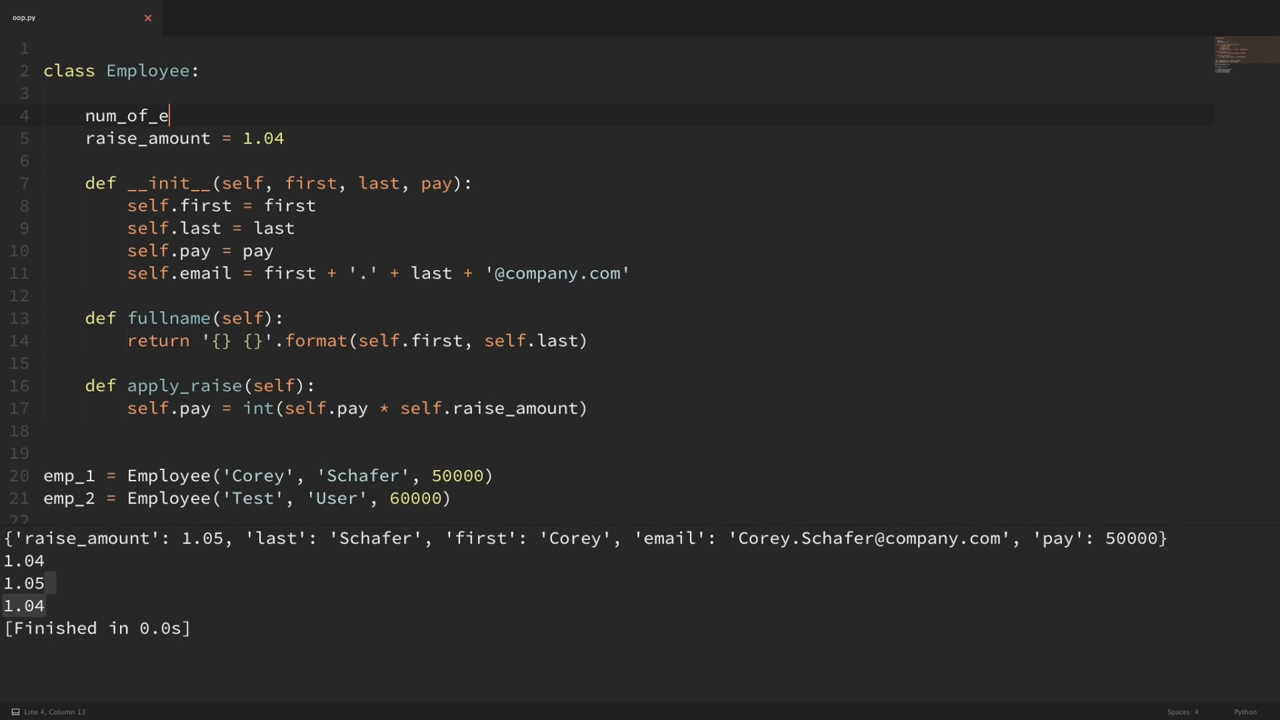 oop.py
1
2 class Employee:
3
4     num_of_e
5     raise_amount = 1.04
6
7     def __init__(self, first, last, pay):
8         self.first = first
9         self.last = last
10         self.pay = pay
11         self.email = first + '.' + last + '@company.com'
12
13     def fullname(self):
14         return '{} {}'.format(self.first, self.last)
15
16     def apply_raise(self):
17         self.pay = int(self.pay * self.raise_amount)
18
19
20 emp_1 = Employee('Corey', 'Schafer', 50000)
21 emp_2 = Employee('Test', 'User', 60000)
22
{'raise_amount': 1.05, 'last': 'Schafer', 'first': 'Corey', 'email': 'Corey.Schafer@company.com', 'pay': 50000}
1.04
1.05
1.04
[Finished in 0.0s]
Line 4, Column 13 Spaces: 4 Python